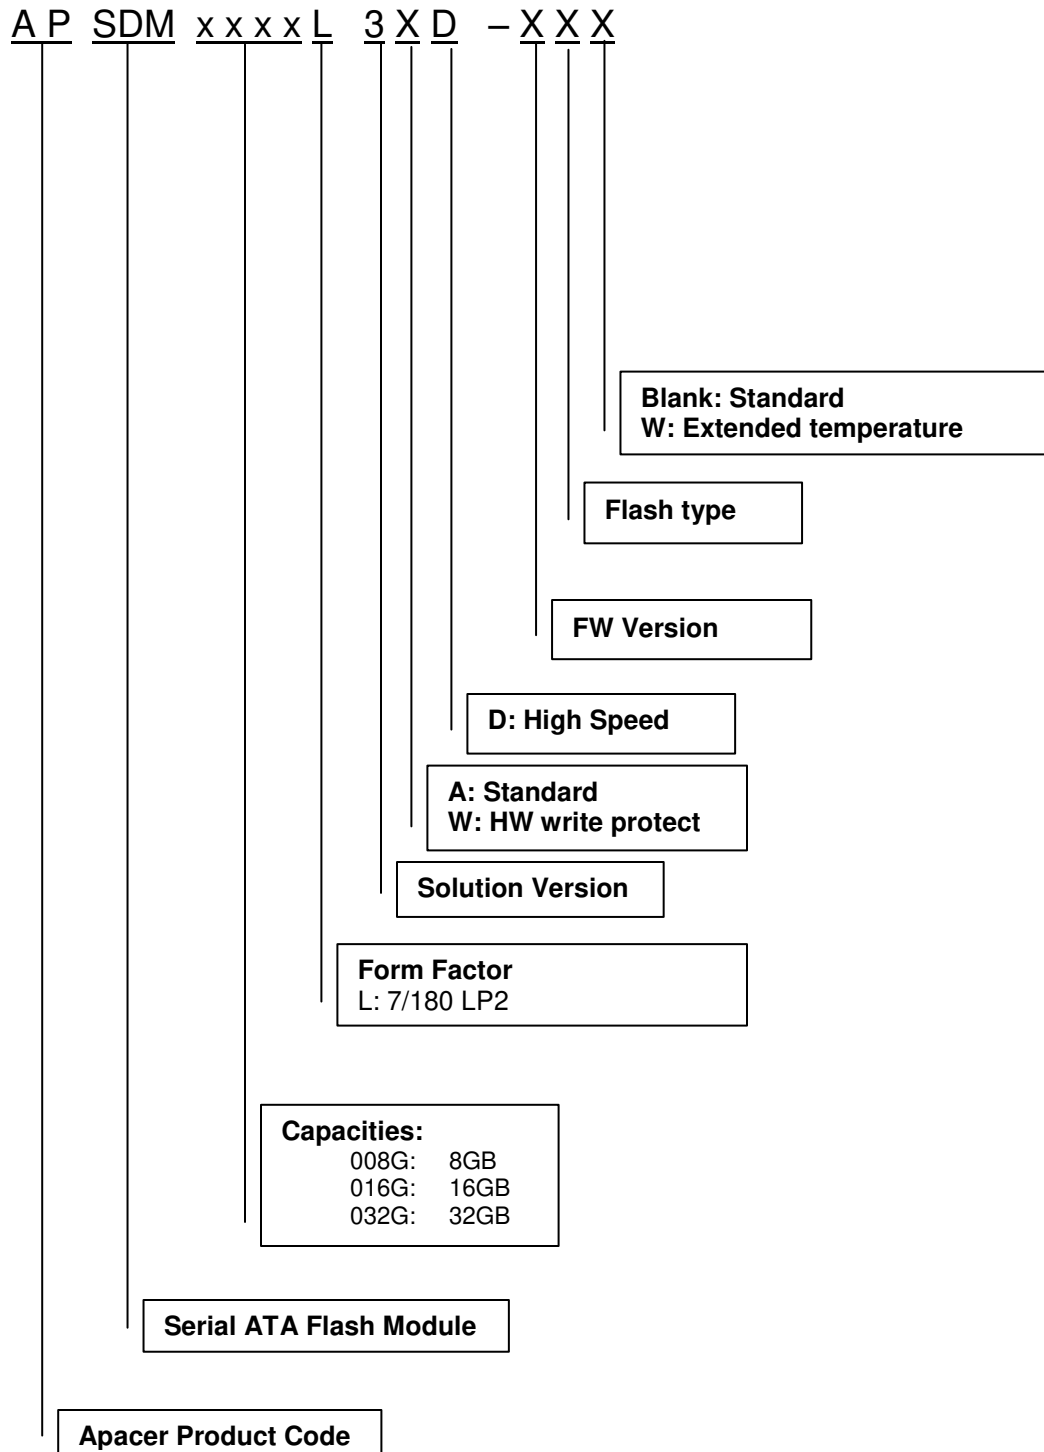 A P SDM x x x x L 3 X D – X X X
Blank: Standard
W: Extended temperature
Flash type
FW Version
D: High Speed
A: Standard
W: HW write protect
Solution Version
Form Factor
L: 7/180 LP2
Capacities:
008G: 8GB
016G: 16GB
032G: 32GB
Serial ATA Flash Module
Apacer Product Code